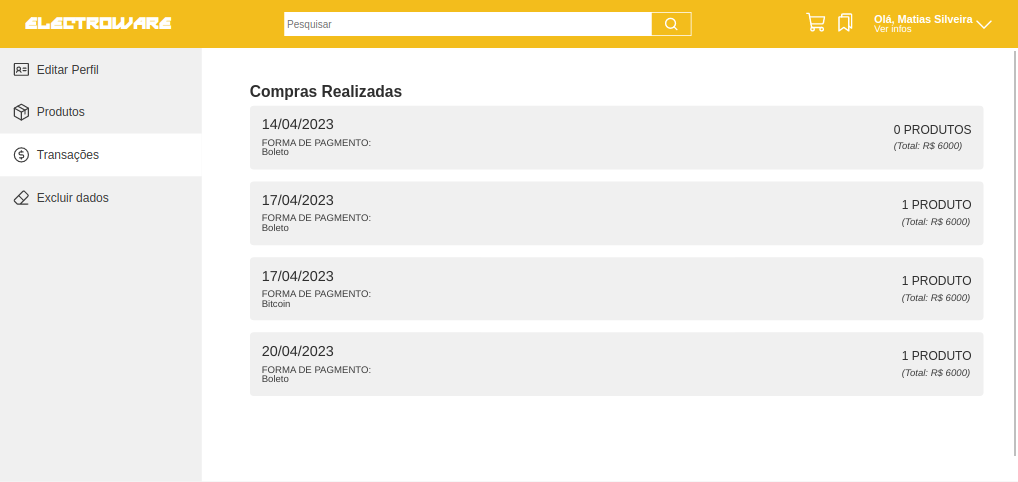 ELECTROWARE
Pesquisar
Olá, Matias Silveira
Ver infos
Editar Perfil
Produtos
Transações
Excluir dados
Compras Realizadas
14/04/2023
FORMA DE PAGMENTO:
Boleto
0 PRODUTOS
(Total: R$ 6000)
17/04/2023
FORMA DE PAGMENTO:
Boleto
1 PRODUTO
(Total: R$ 6000)
17/04/2023
FORMA DE PAGMENTO:
Bitcoin
1 PRODUTO
(Total: R$ 6000)
20/04/2023
FORMA DE PAGMENTO:
Boleto
1 PRODUTO
(Total: R$ 6000)